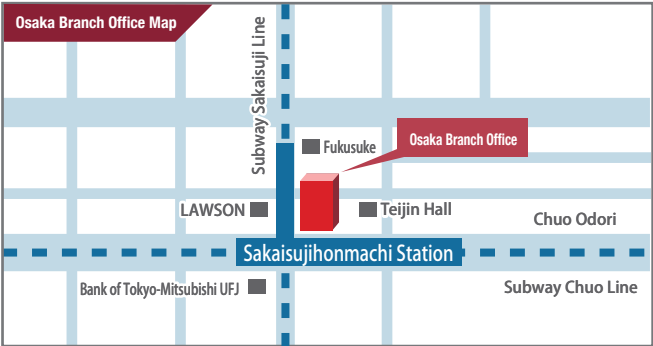 Osaka Branch Office Map
Subway Sakaisuji Line
Fukusuke
Osaka Branch Office
LAWSON
Teijin Hall
Chuo Odori
Sakaisujihonmachi Station
Bank of Tokyo-Mitsubishi UFJ
Subway Chuo Line